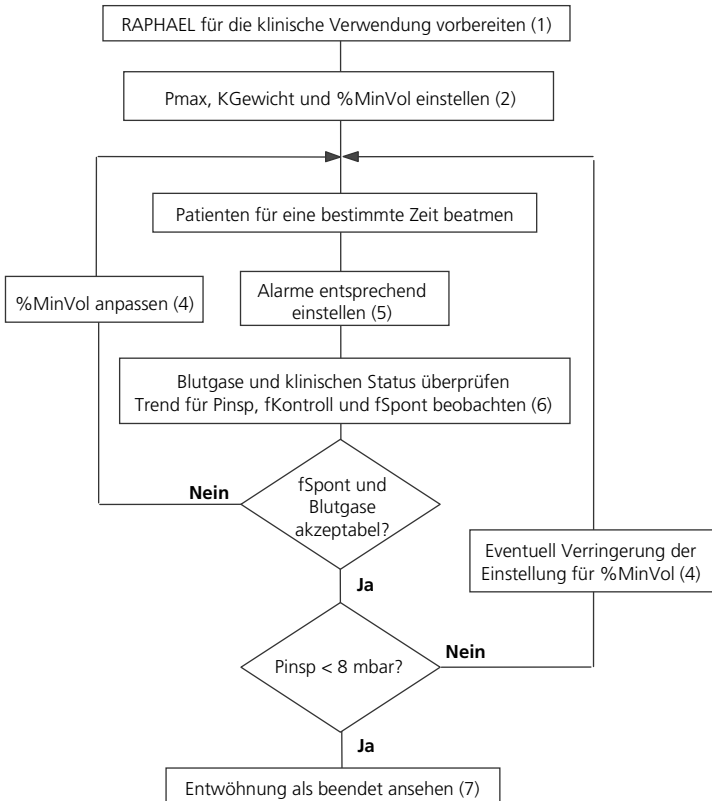 RAPHAEL für die klinische Verwendung vorbereiten (1)
Pmax, KGewicht und %MinVol einstellen (2)
Patienten für eine bestimmte Zeit beatmen
%MinVol anpassen (4)
Alarme entsprechend
einstellen (5)
Blutgase und klinischen Status überprüfen
Trend für Pinsp, fKontroll und fSpont beobachten (6)
Nein
fSpont und
Blutgase
akzeptabel?
Eventuell Verringerung der
Einstellung für %MinVol (4)
Ja
Pinsp < 8 mbar?
Nein
Ja
Entwöhnung als beendet ansehen (7)